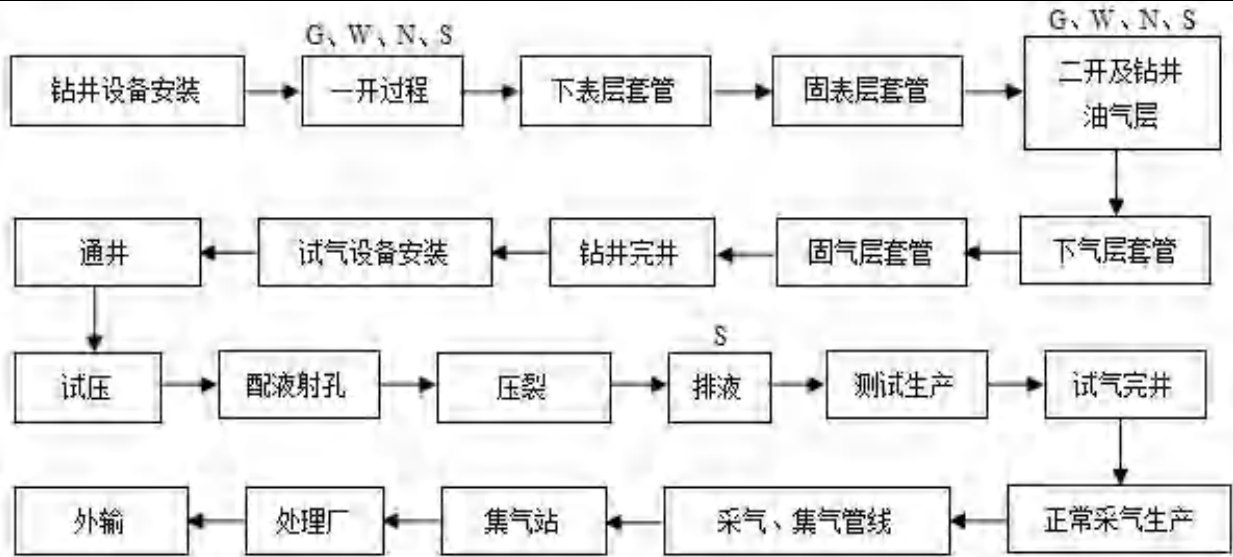 G、W、N、S
G、W、N、S
钻井设备安装
一开过程
下表层套管
固表层套管
二开及钻井
油气层
通井
试气设备安装
钻井完井
固气层套管
下气层套管
S
试压
配液射孔
压裂
排液
测试生产
试气完井
外输
处理厂
集气站
采气、集气管线
正常采气生产